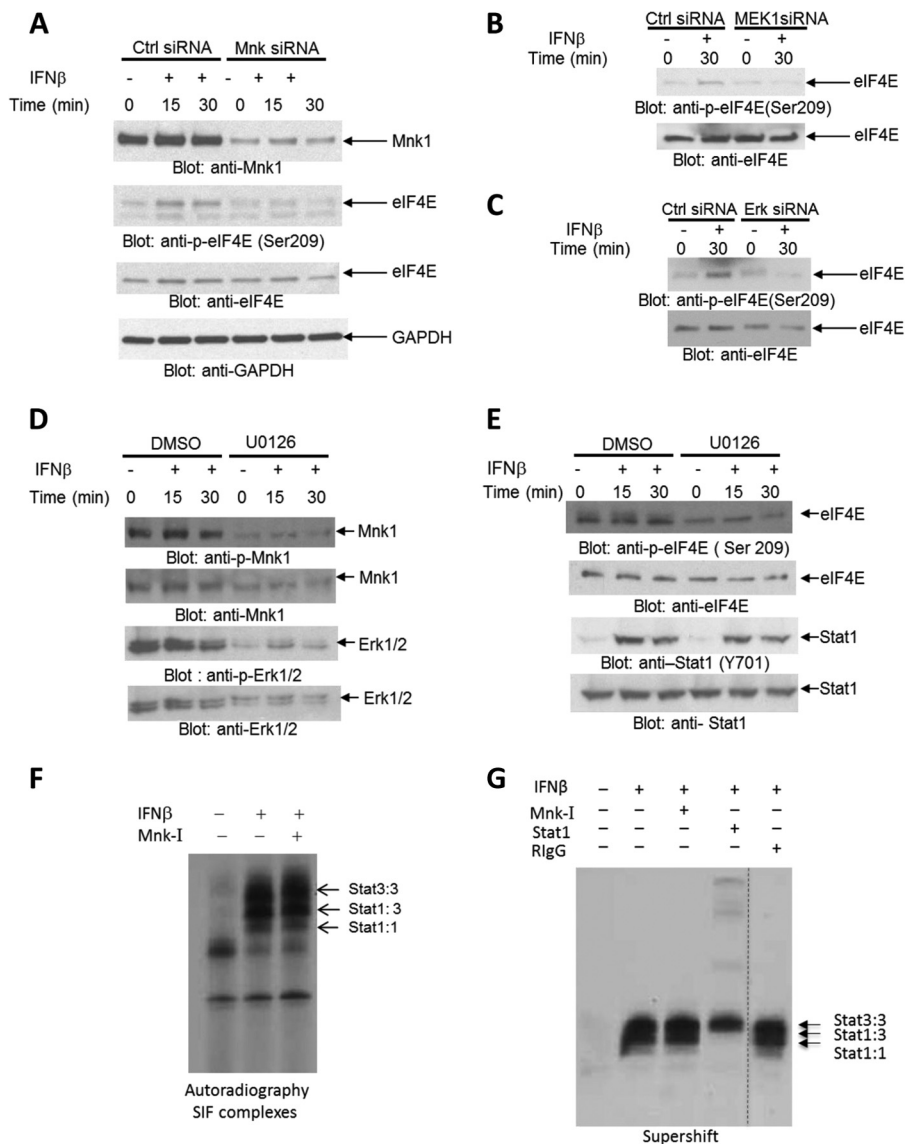 A
Ctrl siRNA Mnk siRNA
IFNβ - + + - + +
Time (min) 0 15 30 0 15 30
Mnk1
Blot: anti-Mnk1
eIF4E
Blot: anti-p-eIF4E (Ser209)
eIF4E
Blot: anti-eIF4E
GAPDH
Blot: anti-GAPDH
B
Ctrl siRNA MEK1siRNA
IFNβ - + - +
Time (min) 0 30 0 30
eIF4E
Blot: anti-p-eIF4E(Ser209)
eIF4E
Blot: anti-eIF4E
C
Ctrl siRNA Erk siRNA
IFNβ - + - +
Time (min) 0 30 0 30
eIF4E
Blot: anti-p-eIF4E(Ser209)
eIF4E
Blot: anti-eIF4E
D
DMSO U0126
IFNβ - + + - + +
Time (min) 0 15 30 0 15 30
Mnk1
Blot: anti-p-Mnk1
Mnk1
Blot: anti-Mnk1
Erk1/2
Blot : anti-p-Erk1/2
Erk1/2
Blot: anti-Erk1/2
E
DMSO U0126
IFNβ - + + - + +
Time (min) 0 15 30 0 15 30
eIF4E
Blot: anti-p-eIF4E ( Ser 209)
eIF4E
Blot: anti-eIF4E
Stat1
Blot: anti–Stat1 (Y701)
Stat1
Blot: anti- Stat1
F
IFNβ – + +
Mnk-I – – +
Stat3:3
Stat1: 3
Stat1:1
Autoradiography
SIF complexes
G
IFNβ – + + + +
Mnk-I – – + – –
Stat1 – – – + –
RIgG – – – – +
Stat3:3
Stat1:3
Stat1:1
Supershift